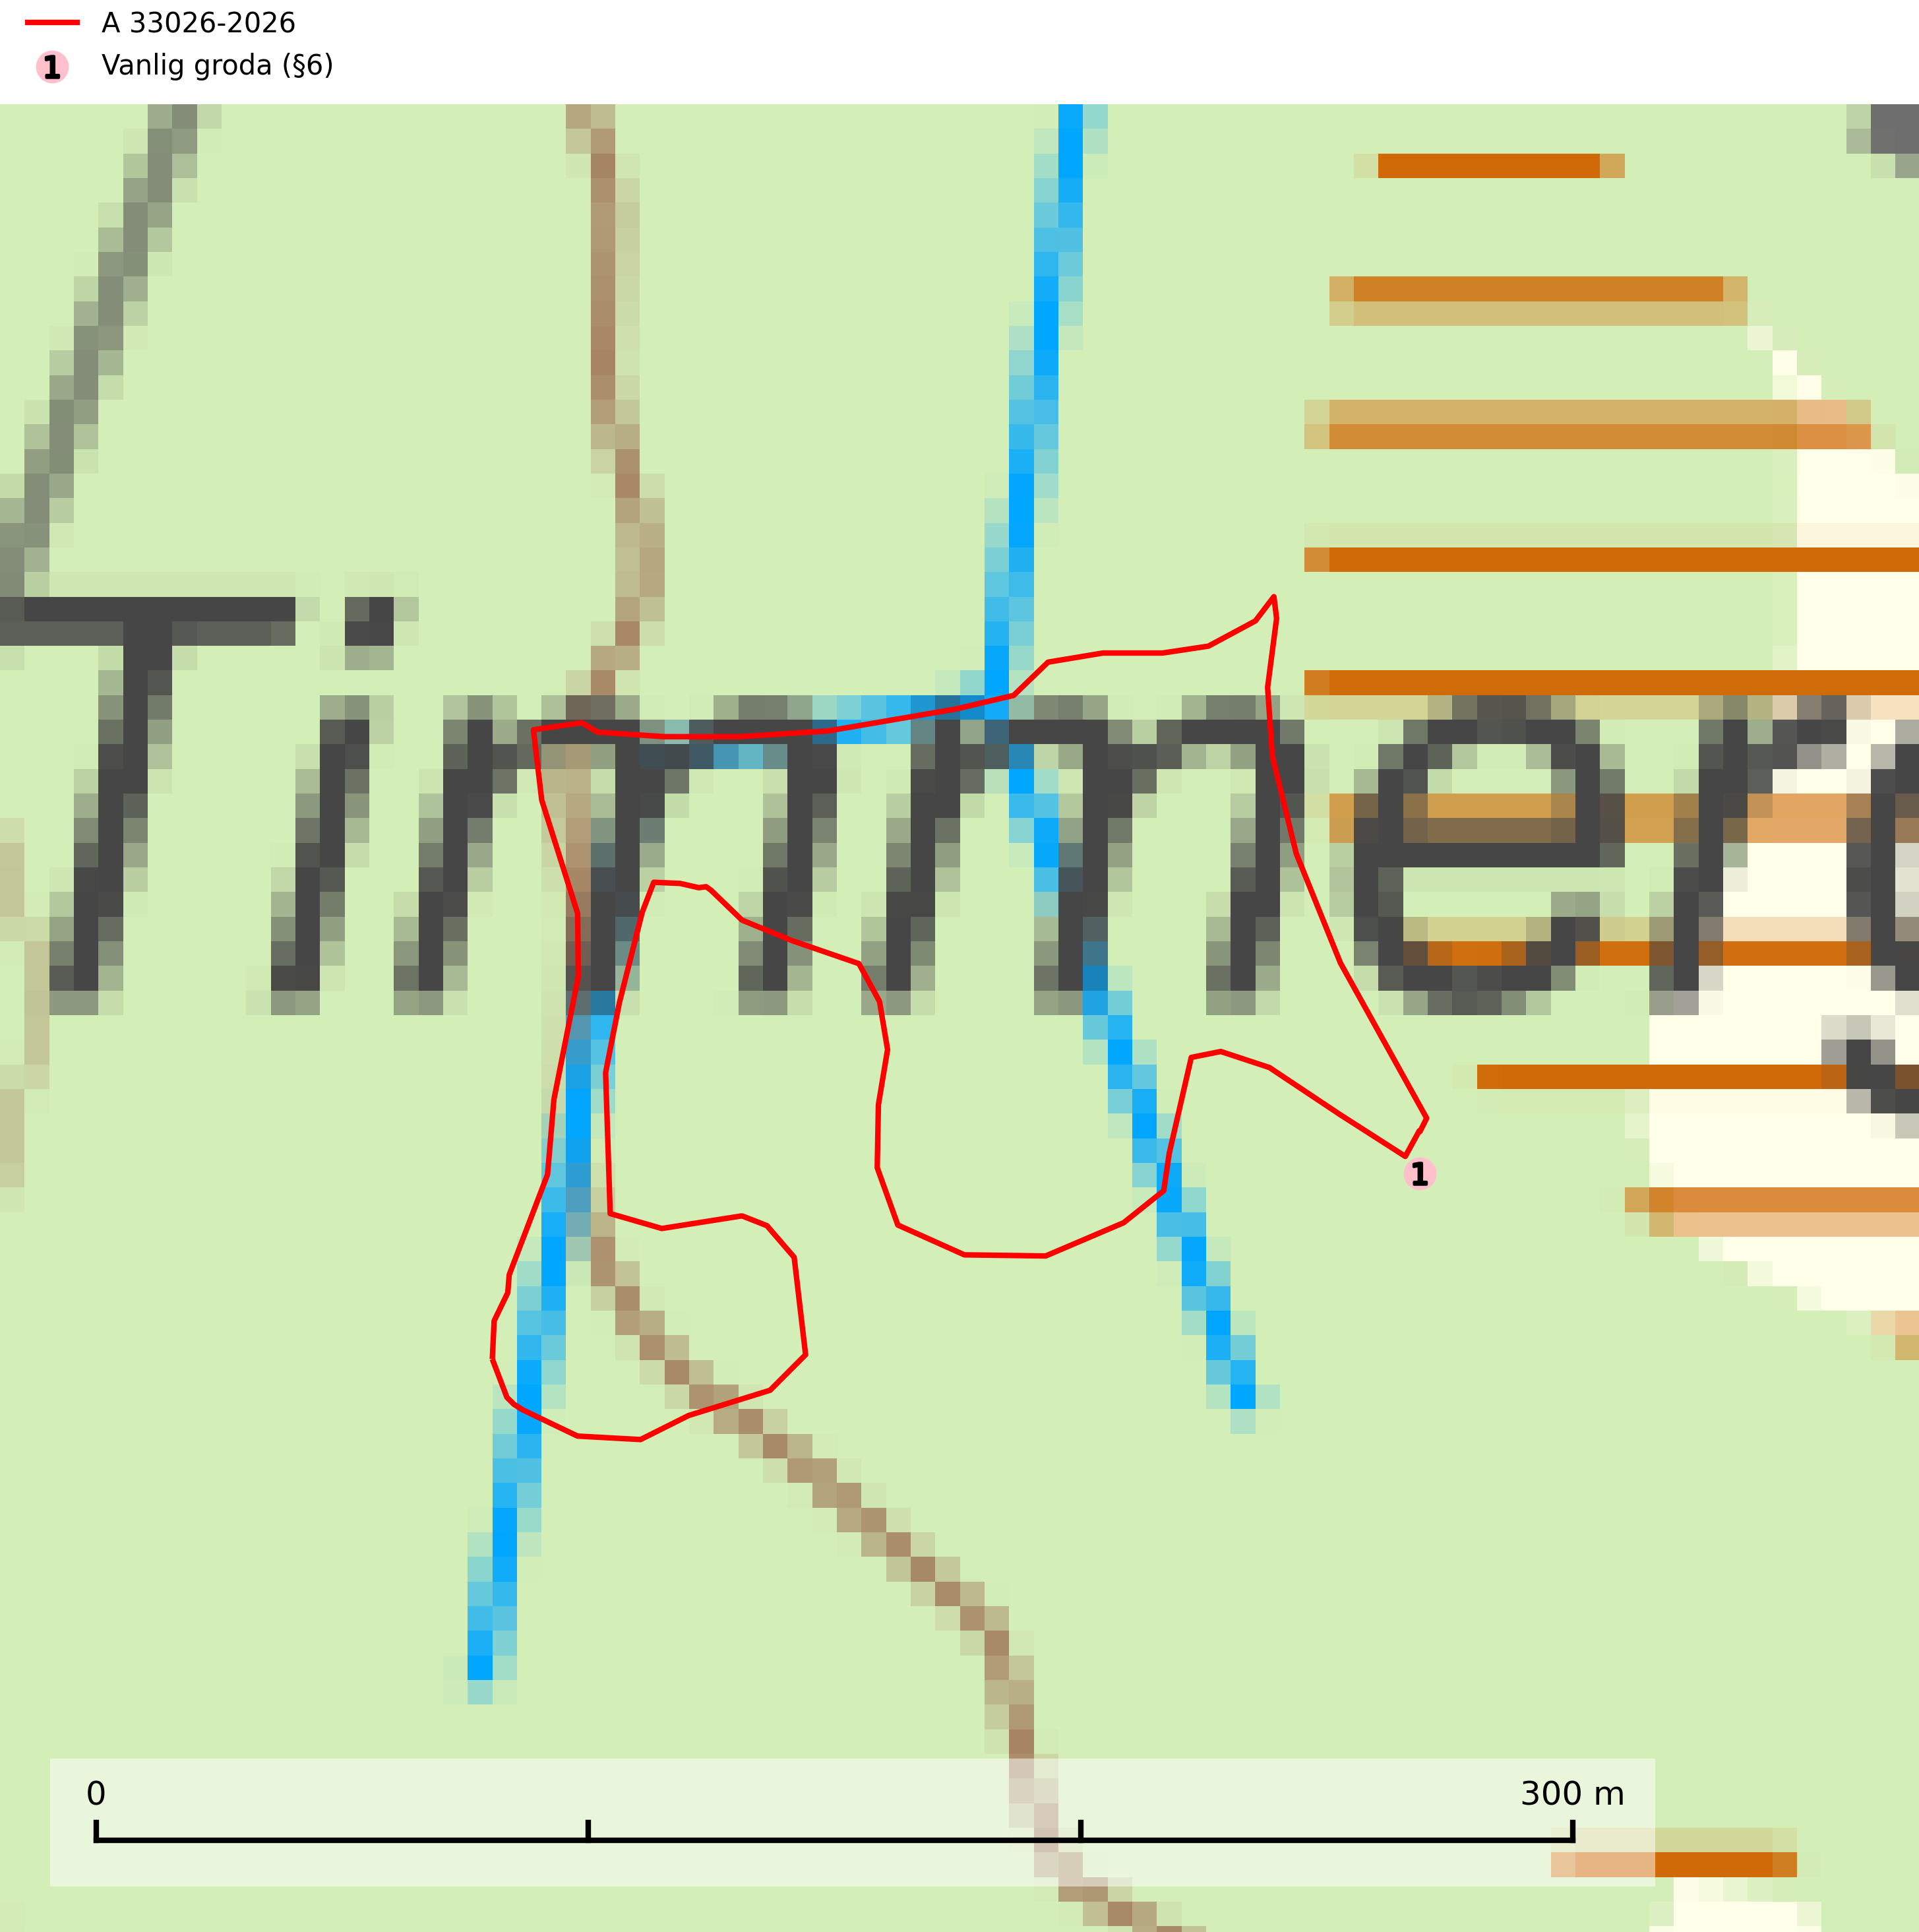 A 33026-2026
1 Vanlig groda (§6)
Timmer
1
0 300 m